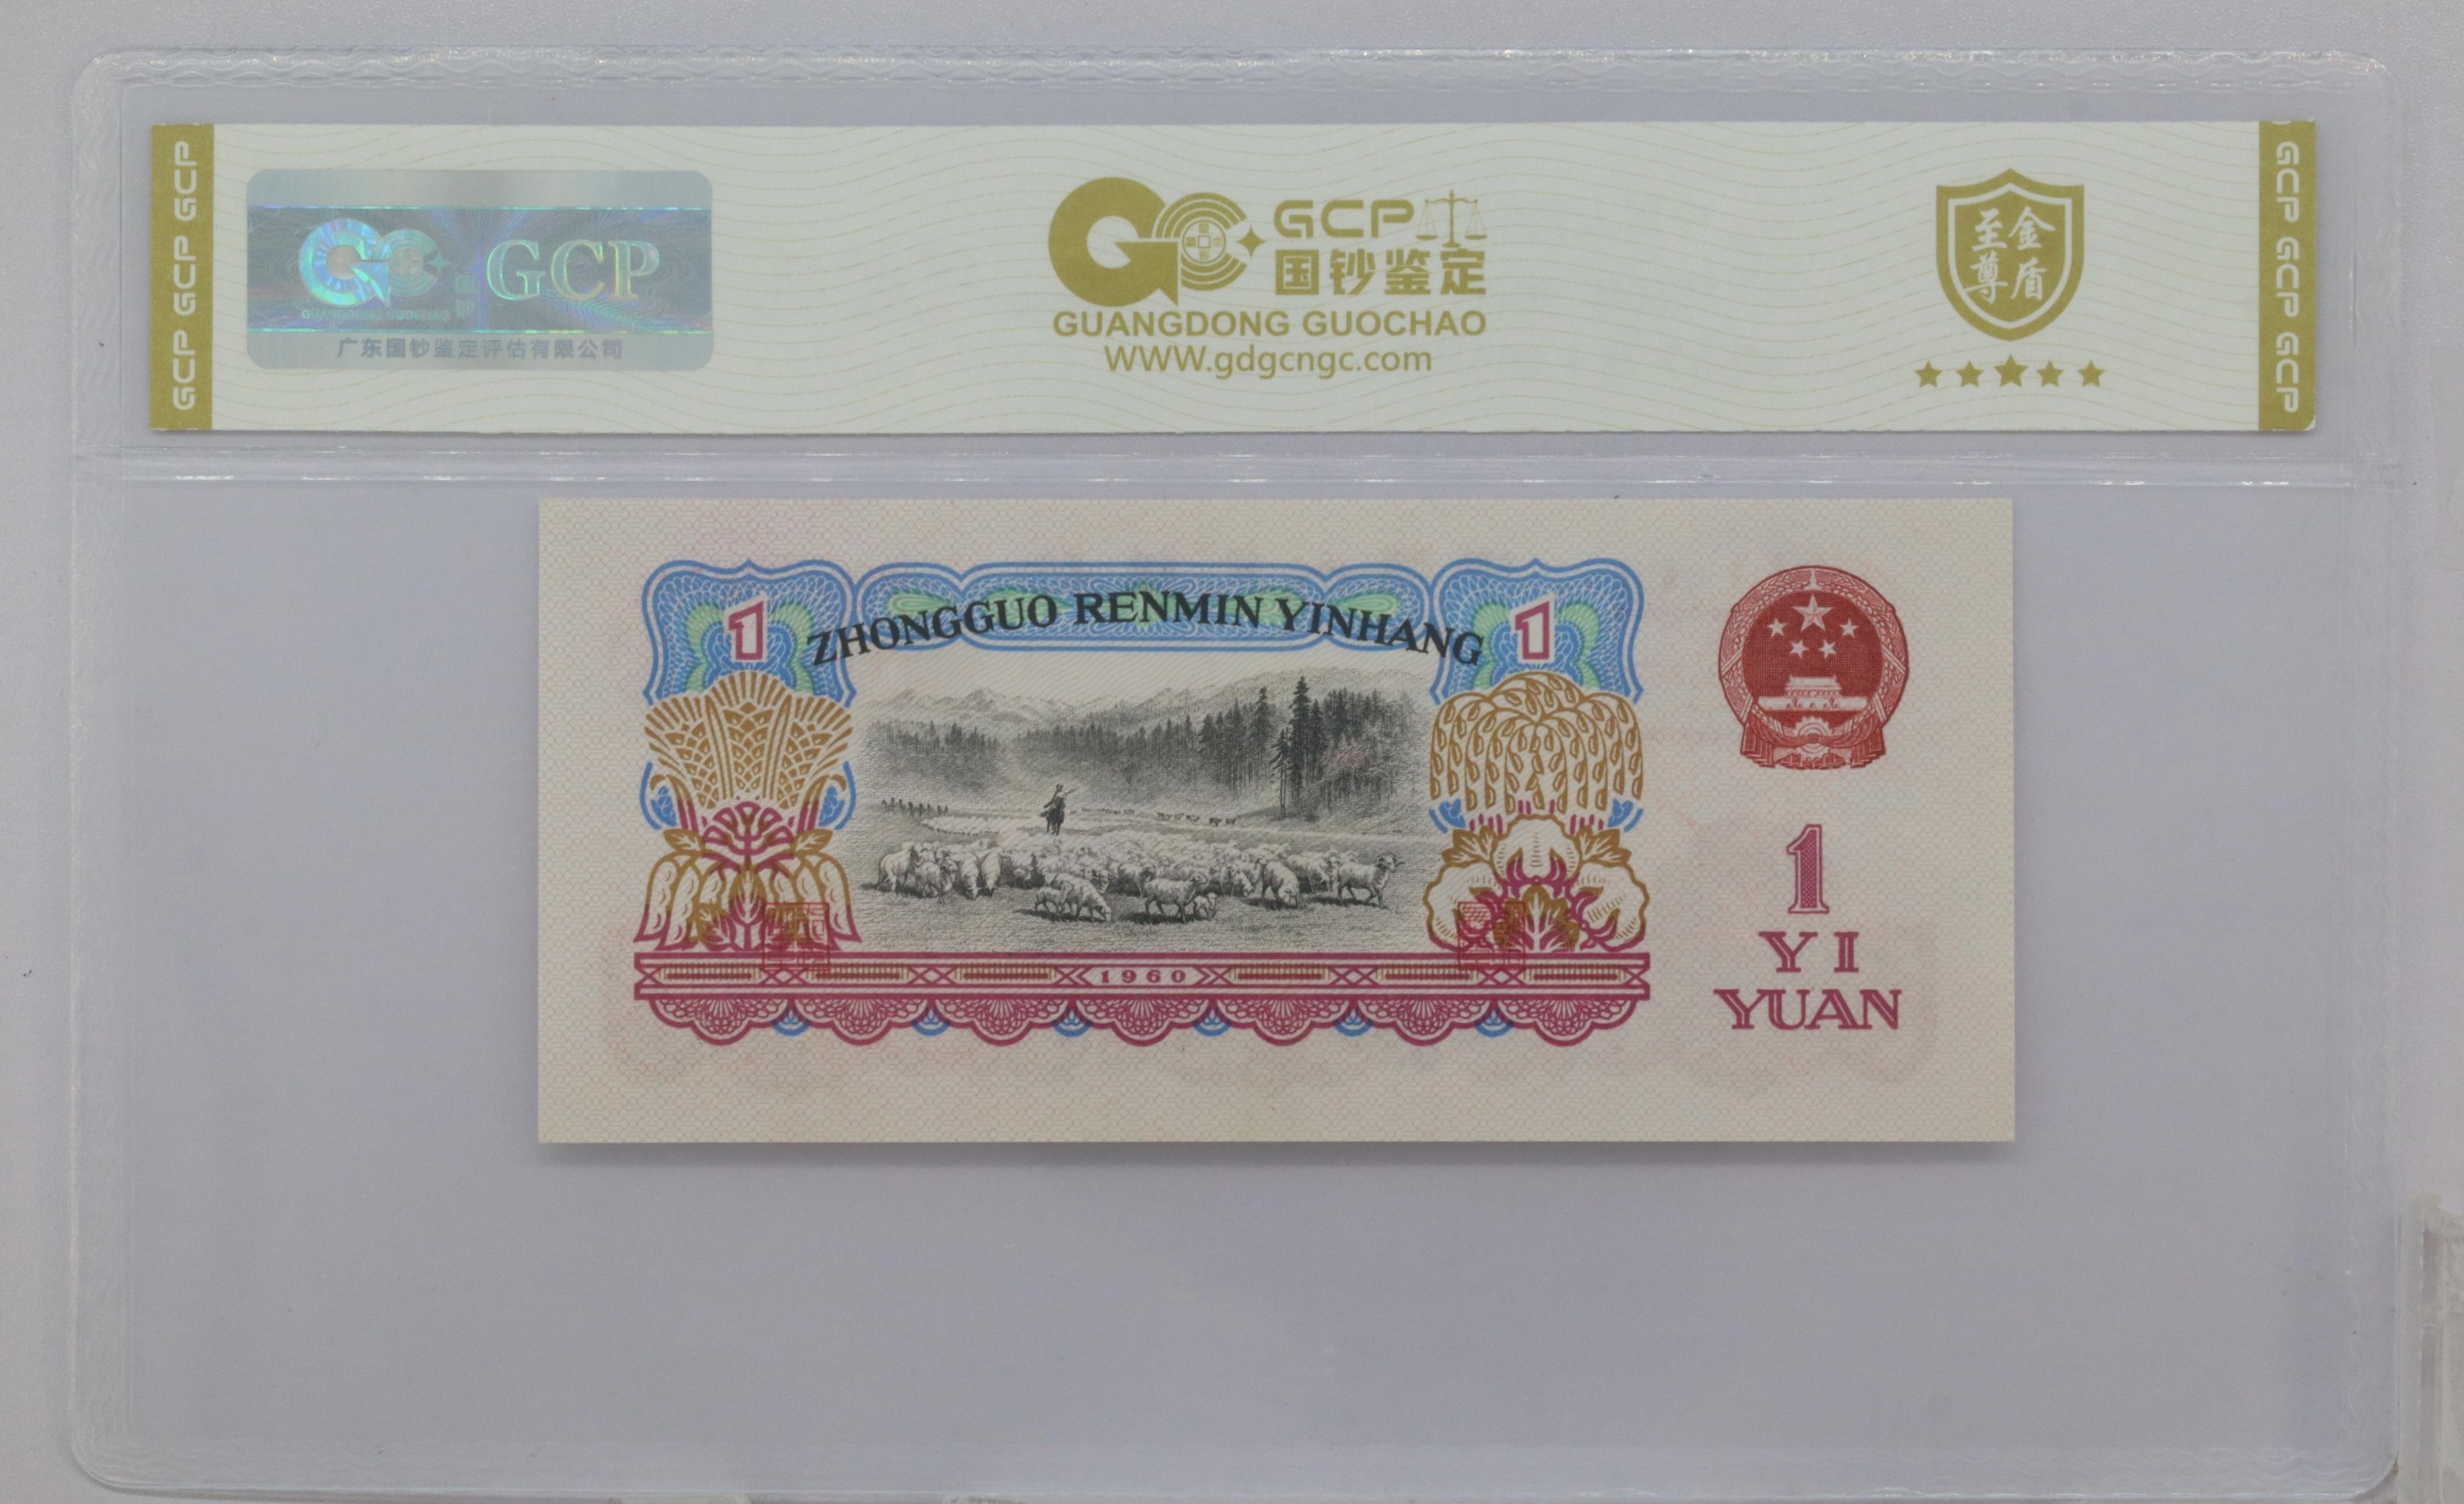 GCP GCP GCP
GCP
GUANGDONG GUOCHAO
国钞
广东国钞鉴定评估有限公司
GCP
国钞鉴定
GUANGDONG GUOCHAO
WWW.gdgcngc.com
至尊金盾
GCP GCP GCP
1
ZHONGGUO RENMIN YINHANG
1
1960
1
YI
YUAN